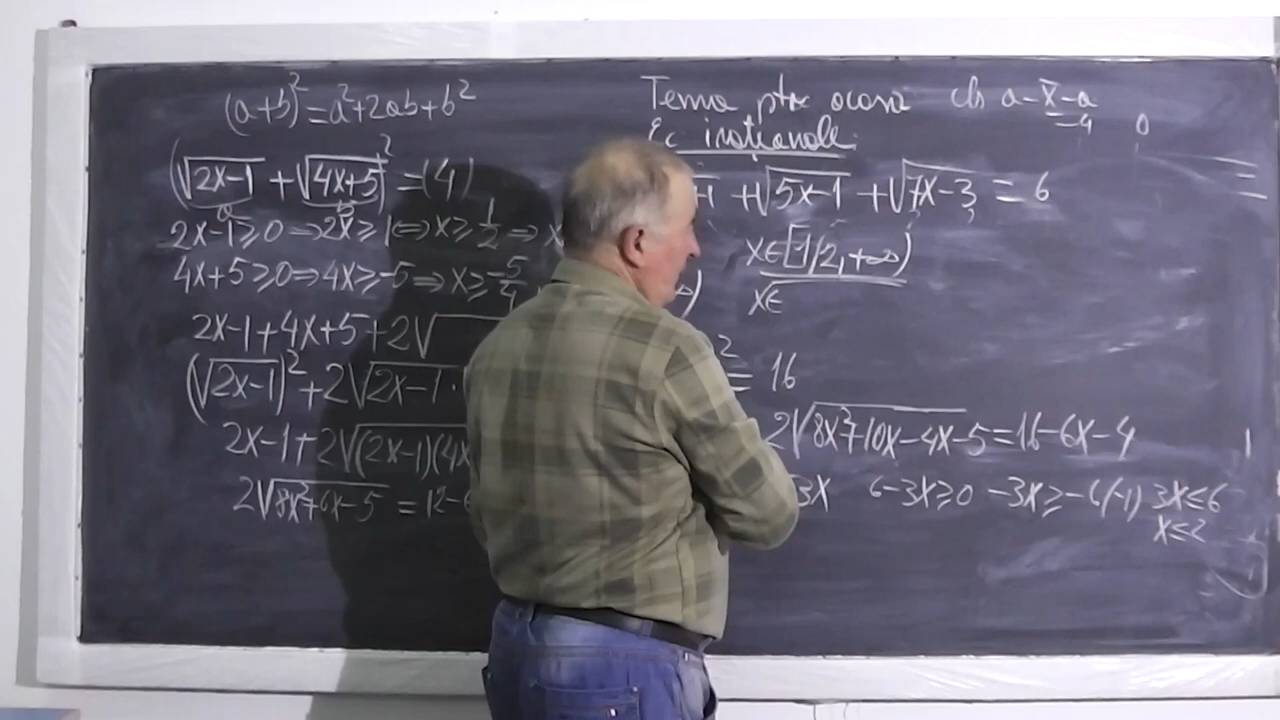 (a+b)²=a²+2ab+b²
(√2x-1 + √4x+5)² = (4)
a b
2x-1≥0⇒2x≥1⇔x≥1/2⇒x
4x+5≥0⇒4x≥-5⇒x≥-5/4
2x-1+4x+5+2√
(√2x-1)²+2√2x-1·
2x-1+2√(2x-1)(4x
2√8x²+6x-5 = 12-6
Tema ptr
Ec iraționale
-1 +√5x-1 +√7x-3 = 6
x∈[1/2,+∞)
x∈
2
= 16
2√8x²+10x-4x-5=16-6x-4
3x 6-3x≥0 -3x≥-6(-1) 3x≤6
x≤2